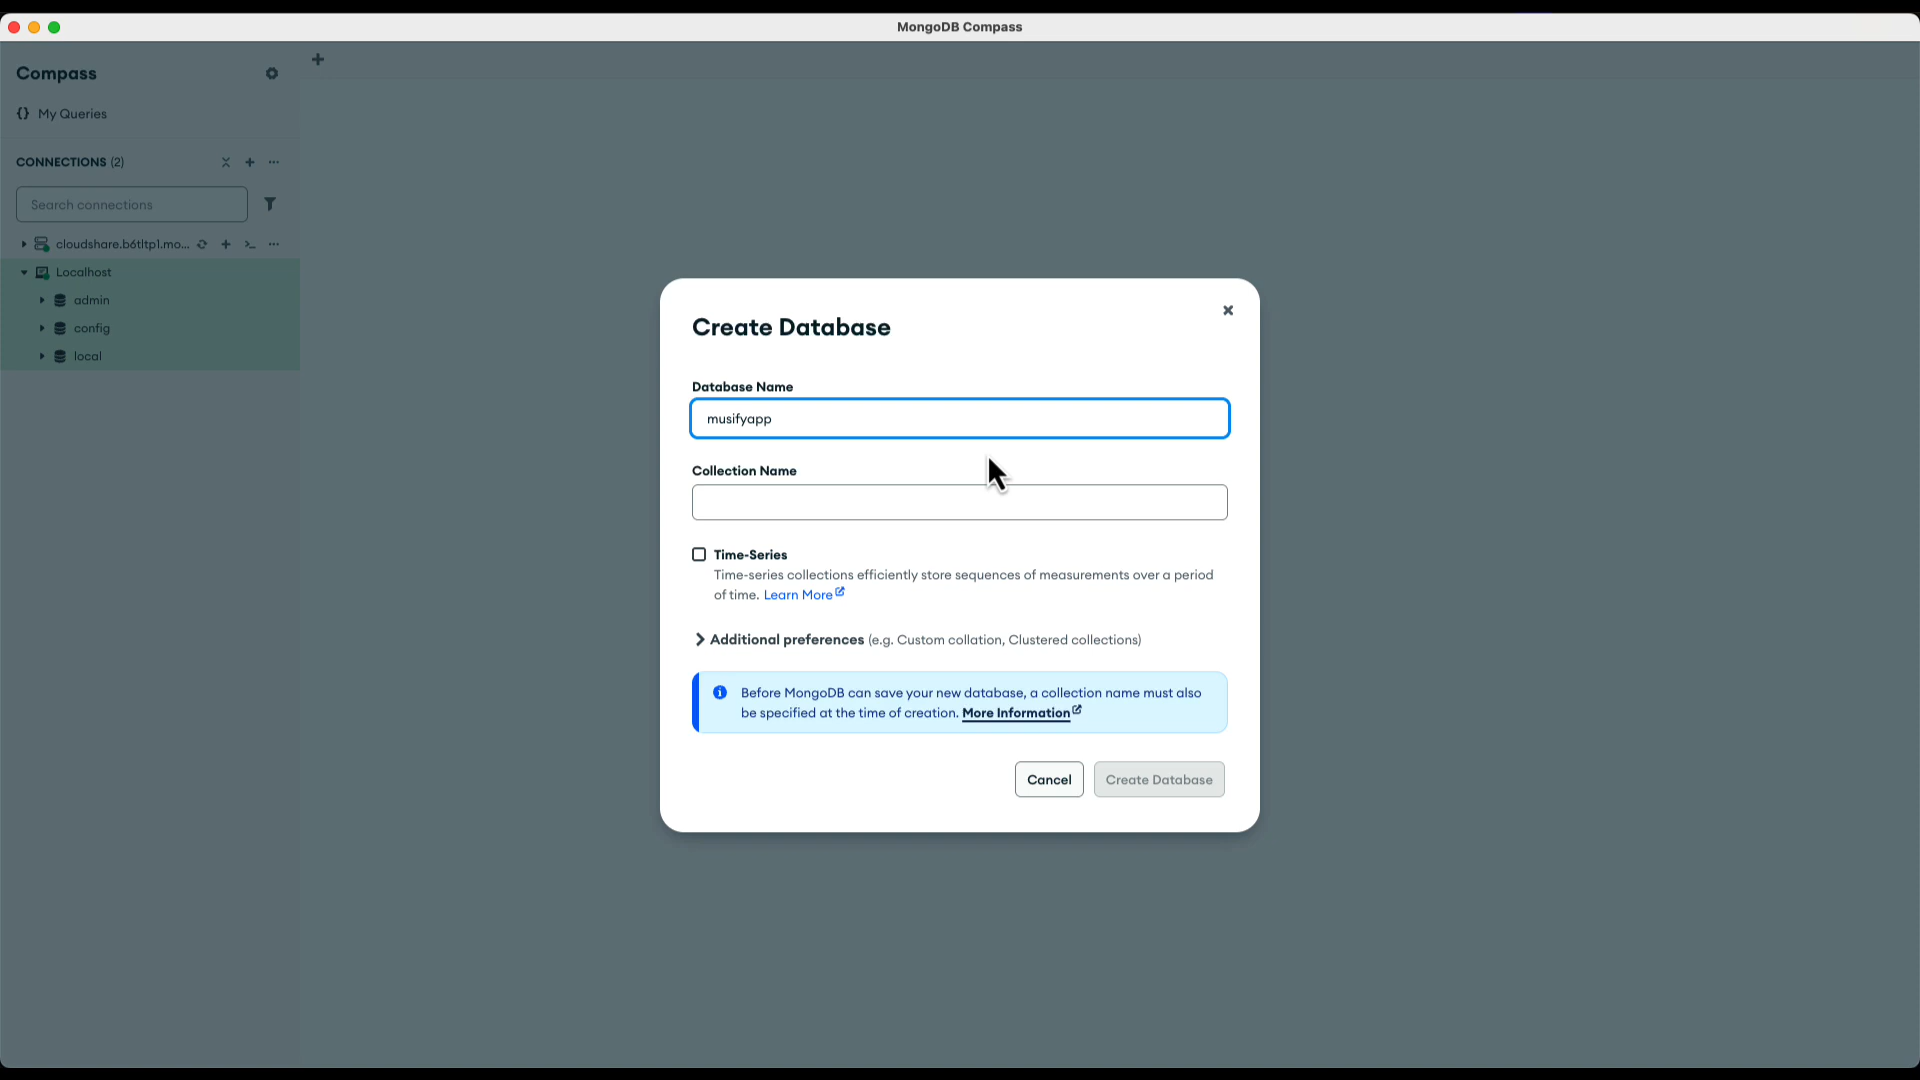 MongoDB Compass
Compass
{} My Queries
CONNECTIONS (2)
Search connections
cloudshare.b6tltp1.mo...
Localhost
admin
config
local
Create Database
Database Name
musifyapp
Collection Name
Time-Series
Time-series collections efficiently store sequences of measurements over a period
of time. Learn More
Additional preferences (e.g. Custom collation, Clustered collections)
Before MongoDB can save your new database, a collection name must also
be specified at the time of creation. More Information
Cancel
Create Database